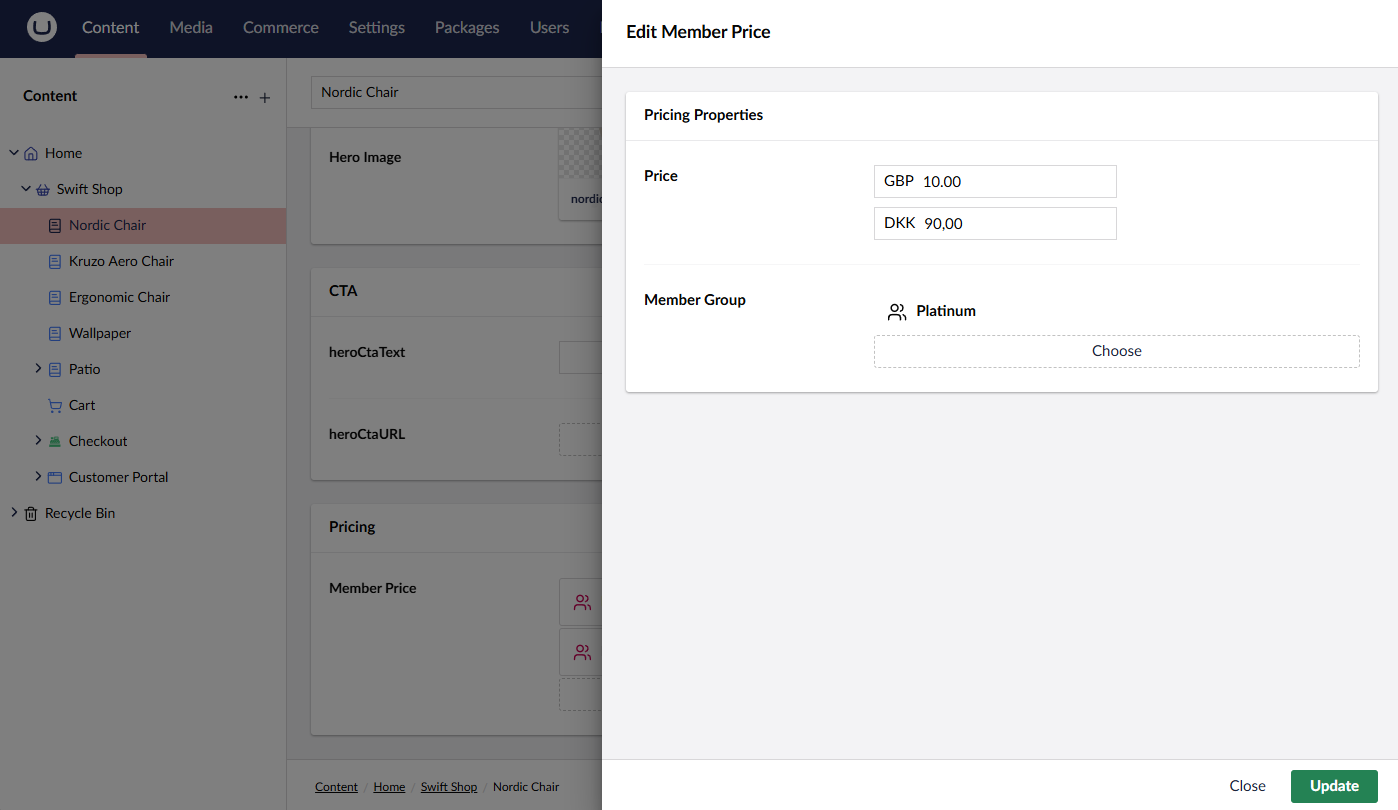 Content
Media
Commerce
Settings
Packages
Users
Edit Member Price
Content
Home
Swift Shop
Nordic Chair
Kruzo Aero Chair
Ergonomic Chair
Wallpaper
Patio
Cart
Checkout
Customer Portal
Recycle Bin
Nordic Chair
Hero Image
CTA
heroCtaText
heroCtaURL
Pricing
Member Price
Content / Home / Swift Shop / Nordic Chair
Pricing Properties
Price
GBP 10.00
DKK 90,00
Member Group
Platinum
Choose
Close
Update